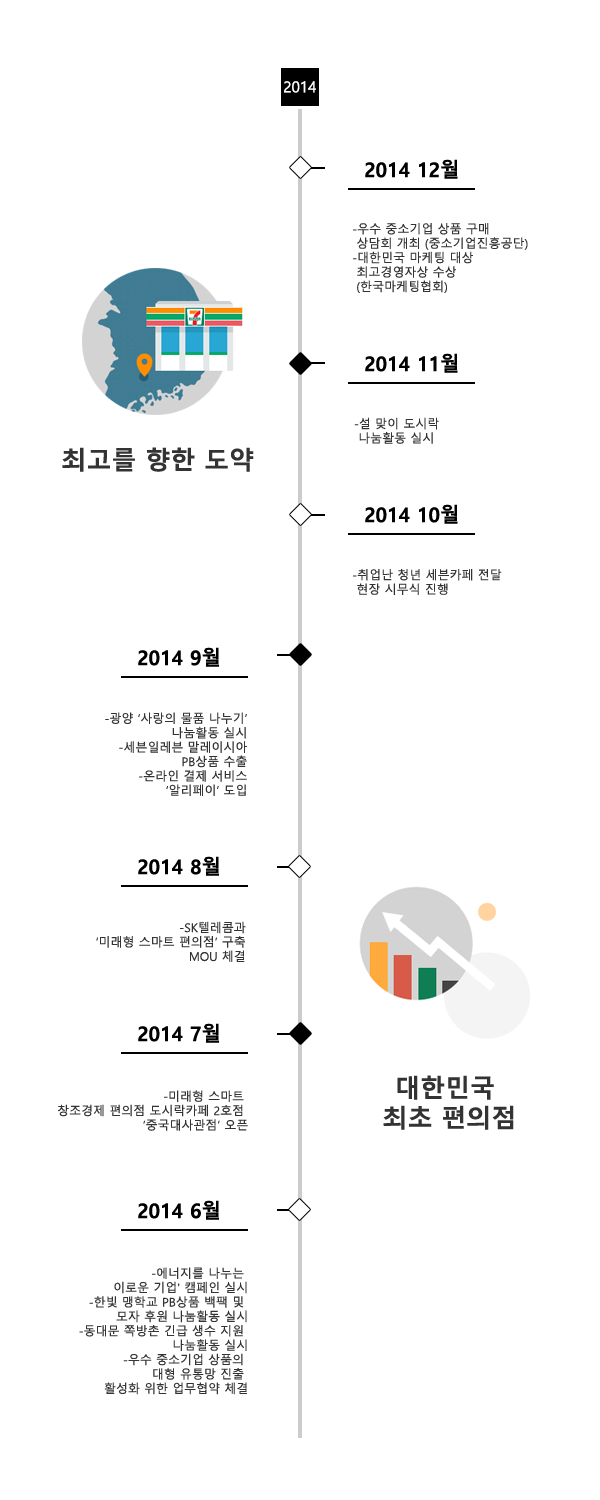 2014
2014 12월
-우수 중소기업 상품 구매
상담회 개최 (중소기업진흥공단)
-대한민국 마케팅 대상
최고경영자상 수상
(한국마케팅협회)
7
최고를 향한 도약
2014 11월
-설 맞이 도시락
나눔활동 실시
2014 10월
-취업난 청년 세븐카페 전달
현장 시무식 진행
2014 9월
-광양 '사랑의 물품 나누기'
나눔활동 실시
-세븐일레븐 말레이시아
PB상품 수출
-온라인 결제 서비스
'알리페이' 도입
2014 8월
-SK텔레콤과
'미래형 스마트 편의점' 구축
MOU 체결
2014 7월
-미래형 스마트
창조경제 편의점 도시락카페 2호점
'중국대사관점' 오픈
대한민국
최초 편의점
2014 6월
-에너지를 나누는
이로운 기업' 캠페인 실시
-한빛 맹학교 PB상품 백팩 및
모자 후원 나눔활동 실시
-동대문 쪽방촌 긴급 생수 지원
나눔활동 실시
-우수 중소기업 상품의
대형 유통망 진출
활성화 위한 업무협약 체결